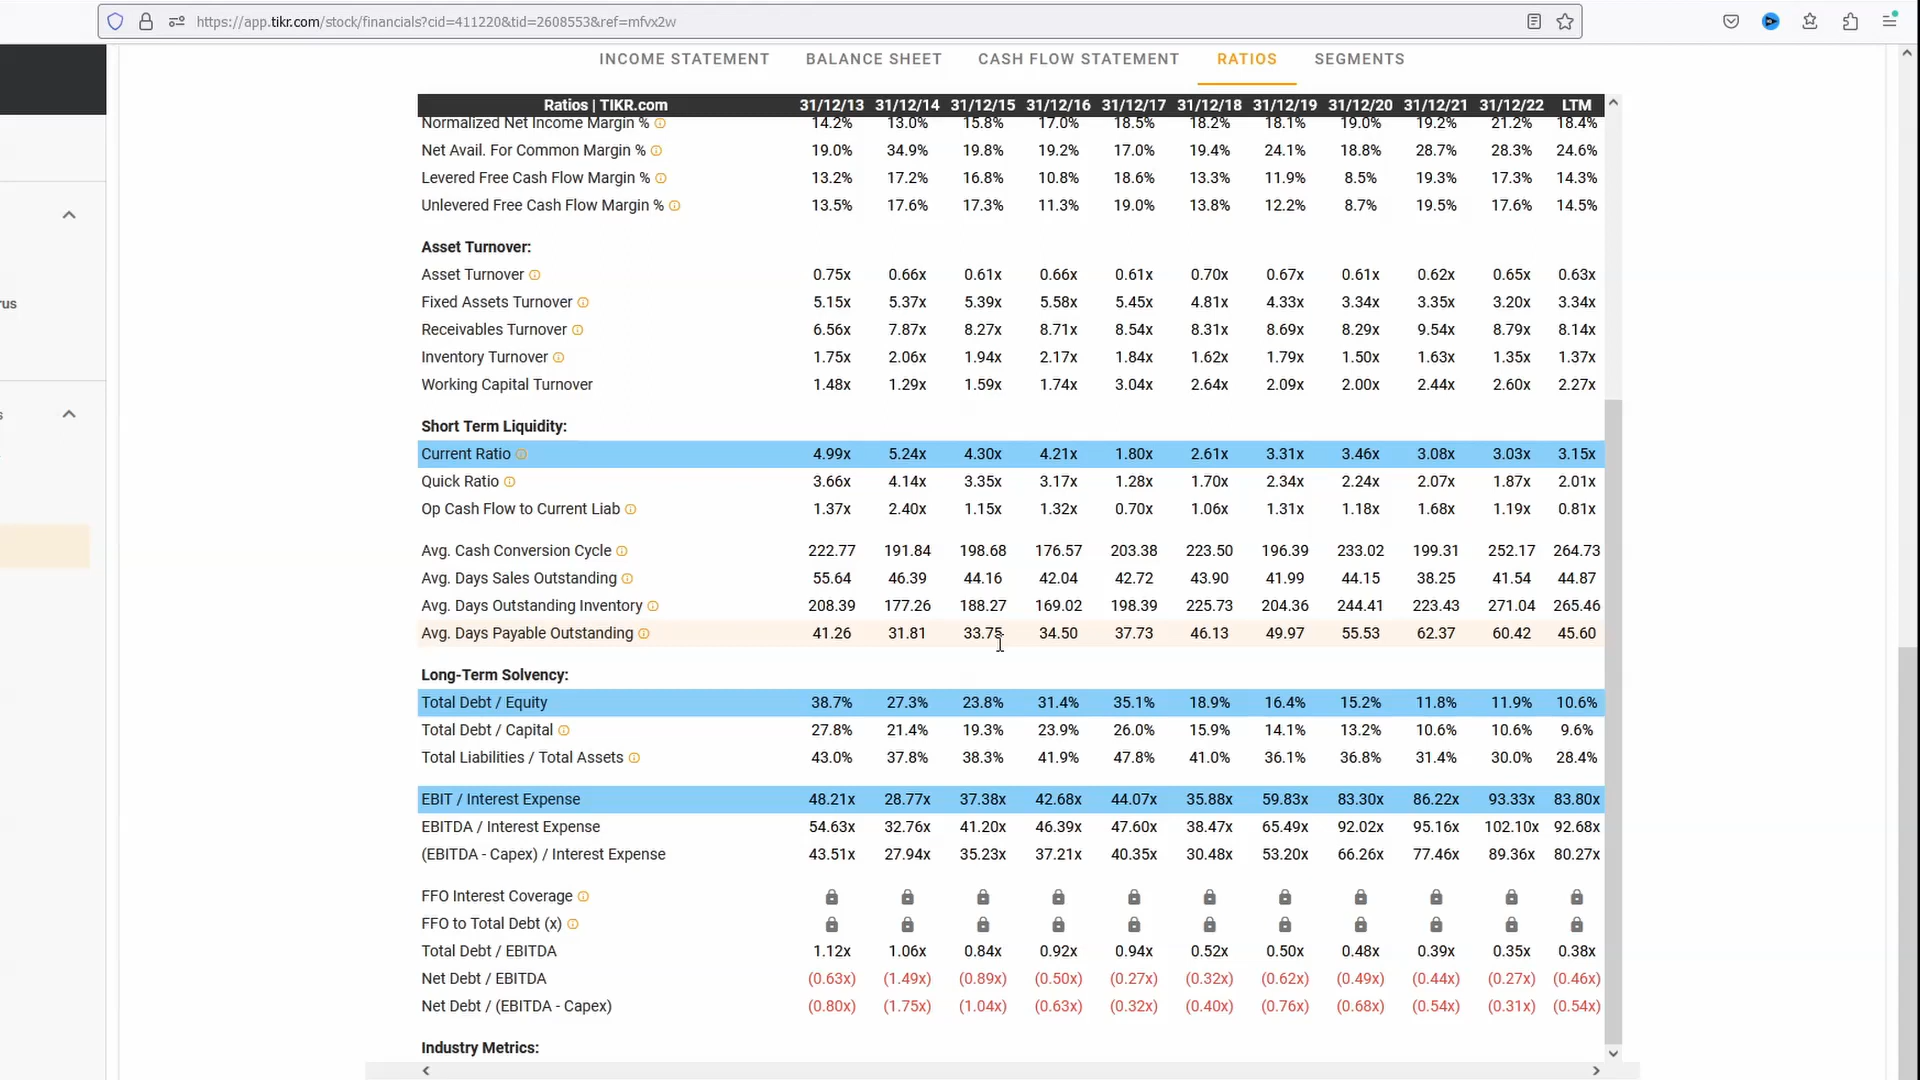 https://app.tikr.com/stock/financials?cid=411220&tid=2608553&ref=mfvx2w
INCOME STATEMENT BALANCE SHEET CASH FLOW STATEMENT RATIOS SEGMENTS
Ratios | TIKR.com 31/12/13 31/12/14 31/12/15 31/12/16 31/12/17 31/12/18 31/12/19 31/12/20 31/12/21 31/12/22 LTM
Normalized Net Income Margin % 14.2% 13.0% 15.8% 17.0% 18.5% 18.2% 18.1% 19.0% 19.2% 21.2% 18.4%
Net Avail. For Common Margin % 19.0% 34.9% 19.8% 19.2% 17.0% 19.4% 24.1% 18.8% 28.7% 28.3% 24.6%
Levered Free Cash Flow Margin % 13.2% 17.2% 16.8% 10.8% 18.6% 13.3% 11.9% 8.5% 19.3% 17.3% 14.3%
Unlevered Free Cash Flow Margin % 13.5% 17.6% 17.3% 11.3% 19.0% 13.8% 12.2% 8.7% 19.5% 17.6% 14.5%
Asset Turnover:
Asset Turnover 0.75x 0.66x 0.61x 0.66x 0.61x 0.70x 0.67x 0.61x 0.62x 0.65x 0.63x
Fixed Assets Turnover 5.15x 5.37x 5.39x 5.58x 5.45x 4.81x 4.33x 3.34x 3.35x 3.20x 3.34x
rus
Receivables Turnover 6.56x 7.87x 8.27x 8.71x 8.54x 8.31x 8.69x 8.29x 9.54x 8.79x 8.14x
Inventory Turnover 1.75x 2.06x 1.94x 2.17x 1.84x 1.62x 1.79x 1.50x 1.63x 1.35x 1.37x
Working Capital Turnover 1.48x 1.29x 1.59x 1.74x 3.04x 2.64x 2.09x 2.00x 2.44x 2.60x 2.27x
s
Short Term Liquidity:
Current Ratio 4.99x 5.24x 4.30x 4.21x 1.80x 2.61x 3.31x 3.46x 3.08x 3.03x 3.15x
Quick Ratio 3.66x 4.14x 3.35x 3.17x 1.28x 1.70x 2.34x 2.24x 2.07x 1.87x 2.01x
Op Cash Flow to Current Liab 1.37x 2.40x 1.15x 1.32x 0.70x 1.06x 1.31x 1.18x 1.68x 1.19x 0.81x
Avg. Cash Conversion Cycle 222.77 191.84 198.68 176.57 203.38 223.50 196.39 233.02 199.31 252.17 264.73
Avg. Days Sales Outstanding 55.64 46.39 44.16 42.04 42.72 43.90 41.99 44.15 38.25 41.54 44.87
Avg. Days Outstanding Inventory 208.39 177.26 188.27 169.02 198.39 225.73 204.36 244.41 223.43 271.04 265.46
Avg. Days Payable Outstanding 41.26 31.81 33.75 34.50 37.73 46.13 49.97 55.53 62.37 60.42 45.60
Long-Term Solvency:
Total Debt / Equity 38.7% 27.3% 23.8% 31.4% 35.1% 18.9% 16.4% 15.2% 11.8% 11.9% 10.6%
Total Debt / Capital 27.8% 21.4% 19.3% 23.9% 26.0% 15.9% 14.1% 13.2% 10.6% 10.6% 9.6%
Total Liabilities / Total Assets 43.0% 37.8% 38.3% 41.9% 47.8% 41.0% 36.1% 36.8% 31.4% 30.0% 28.4%
EBIT / Interest Expense 48.21x 28.77x 37.38x 42.68x 44.07x 35.88x 59.83x 83.30x 86.22x 93.33x 83.80x
EBITDA / Interest Expense 54.63x 32.76x 41.20x 46.39x 47.60x 38.47x 65.49x 92.02x 95.16x 102.10x 92.68x
(EBITDA - Capex) / Interest Expense 43.51x 27.94x 35.23x 37.21x 40.35x 30.48x 53.20x 66.26x 77.46x 89.36x 80.27x
FFO Interest Coverage
FFO to Total Debt (x)
Total Debt / EBITDA 1.12x 1.06x 0.84x 0.92x 0.94x 0.52x 0.50x 0.48x 0.39x 0.35x 0.38x
Net Debt / EBITDA (0.63x) (1.49x) (0.89x) (0.50x) (0.27x) (0.32x) (0.62x) (0.49x) (0.44x) (0.27x) (0.46x)
Net Debt / (EBITDA - Capex) (0.80x) (1.75x) (1.04x) (0.63x) (0.32x) (0.40x) (0.76x) (0.68x) (0.54x) (0.31x) (0.54x)
Industry Metrics: